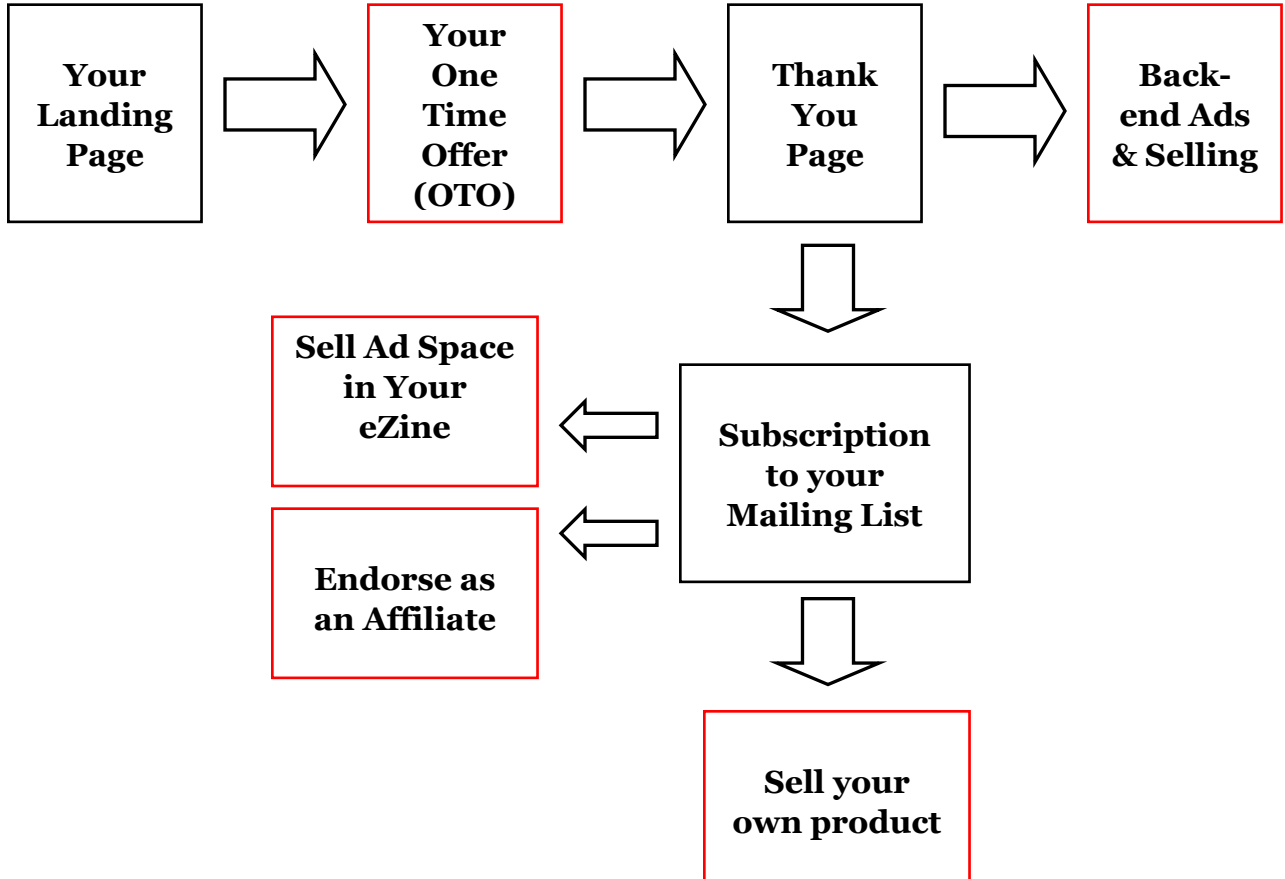 Your
Landing
Page
Your
One
Time
Offer
(OTO)
Thank
You
Page
Back-
end Ads
& Selling
Sell Ad Space
in Your
eZine
Subscription
to your
Mailing List
Endorse as
an Affiliate
Sell your
own product